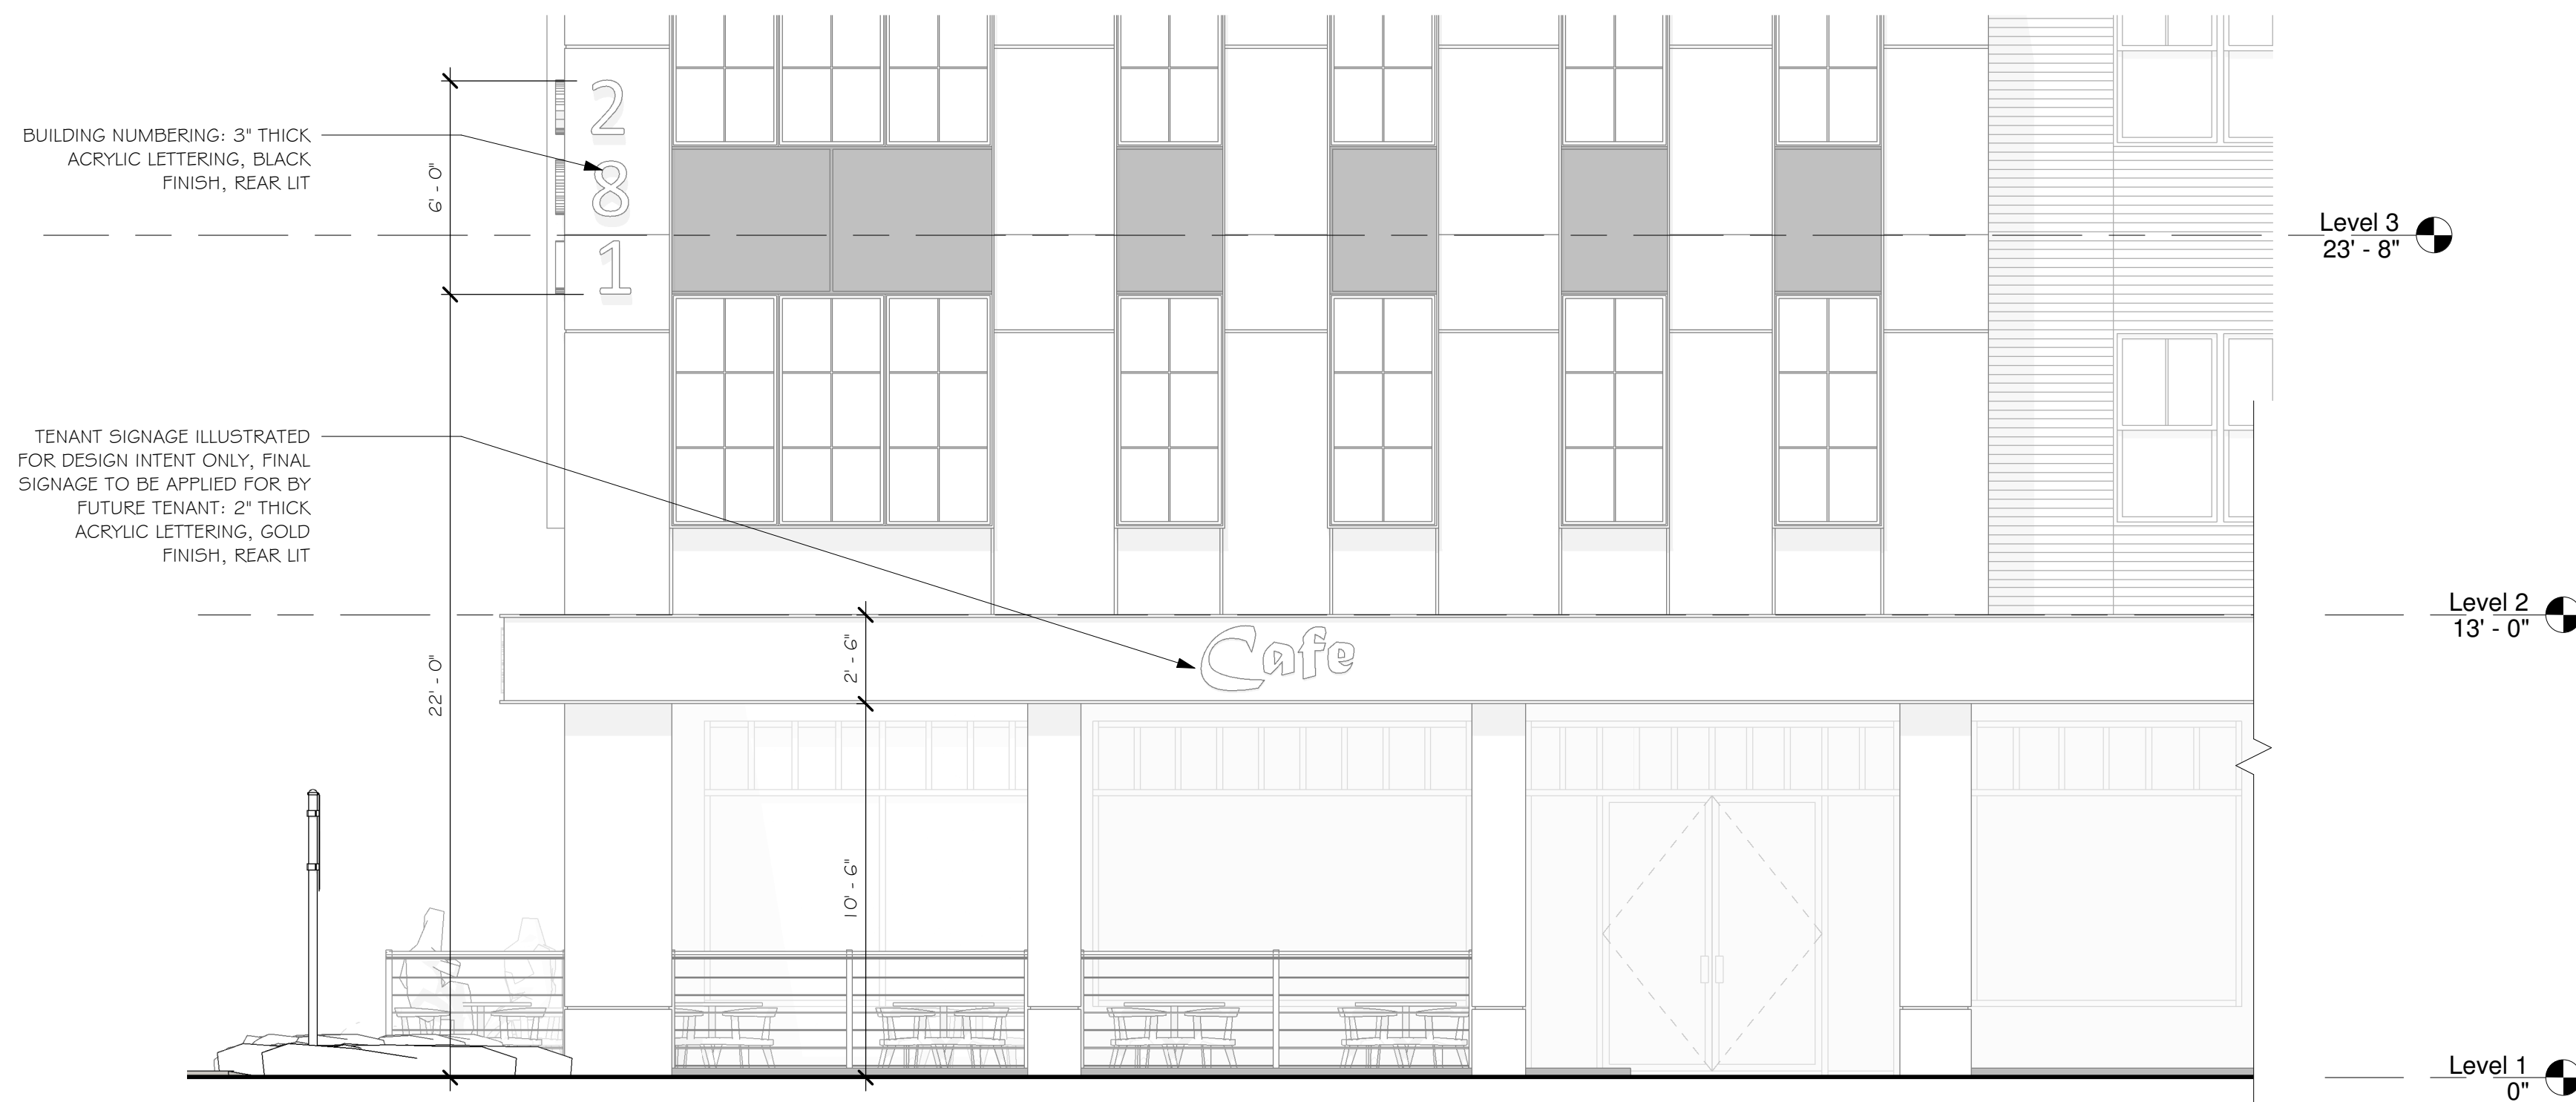 2
8
1
BUILDING NUMBERING: 3" THICK
ACRYLIC LETTERING, BLACK
FINISH, REAR LIT
6' - 0"
Level 3
23' - 8"
TENANT SIGNAGE ILLUSTRATED
FOR DESIGN INTENT ONLY, FINAL
SIGNAGE TO BE APPLIED FOR BY
FUTURE TENANT: 2" THICK
ACRYLIC LETTERING, GOLD
FINISH, REAR LIT
Level 2
13' - 0"
Cafe
2' - 6"
22' - 0"
10' - 6"
Level 1
0"